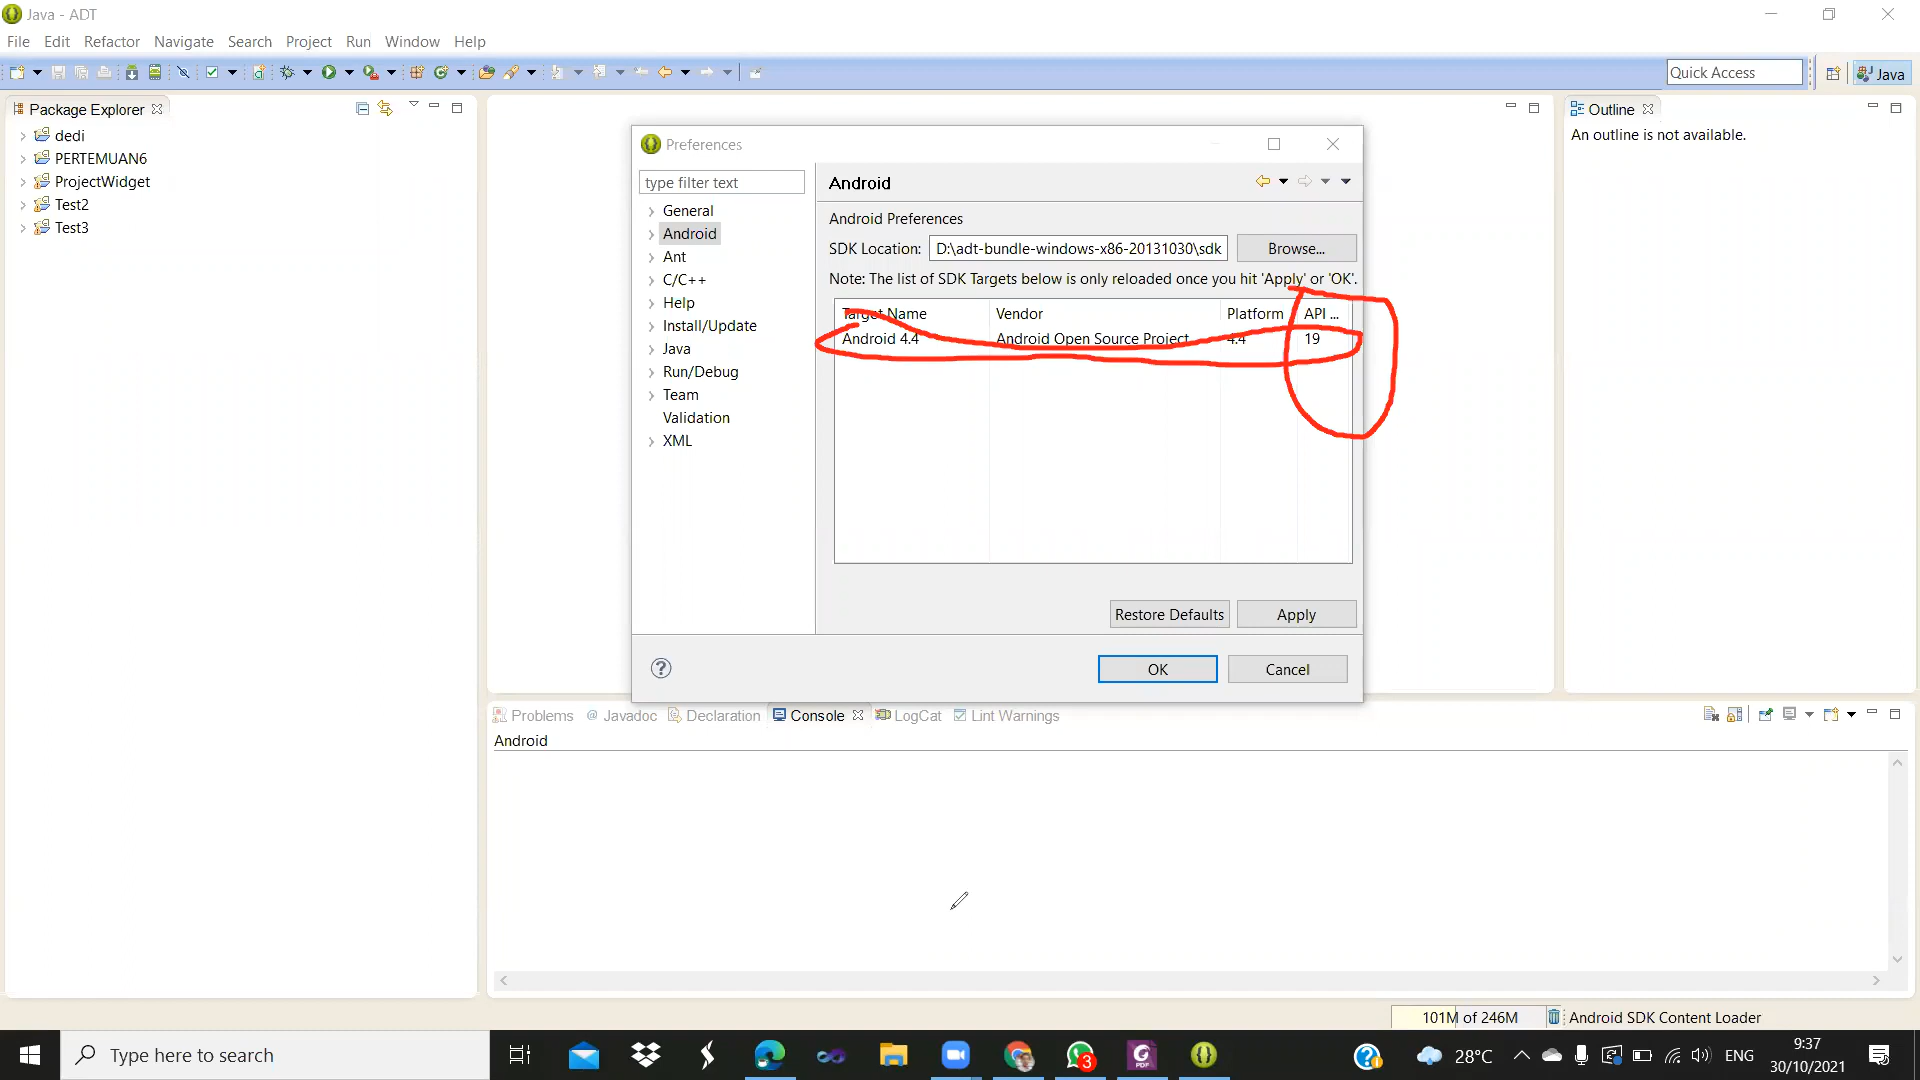 Java - ADT
File Edit Refactor Navigate Search Project Run Window Help
Quick Access
Java
Package Explorer
dedi
PERTEMUAN6
ProjectWidget
Test2
Test3
Preferences
type filter text
General
Android
Ant
C/C++
Help
Install/Update
Java
Run/Debug
Team
Validation
XML
Android
Android Preferences
SDK Location: D:\adt-bundle-windows-x86-20131030\sdk Browse...
Note: The list of SDK Targets below is only reloaded once you hit 'Apply' or 'OK'.
Target Name Vendor Platform API ...
Android 4.4 Android Open Source Project 4.4 19
Restore Defaults Apply
OK Cancel
Outline
An outline is not available.
Problems @ Javadoc Declaration Console LogCat Lint Warnings
Android
101M of 246M Android SDK Content Loader
Type here to search
3
PDF
28°C
ENG
9:37
30/10/2021